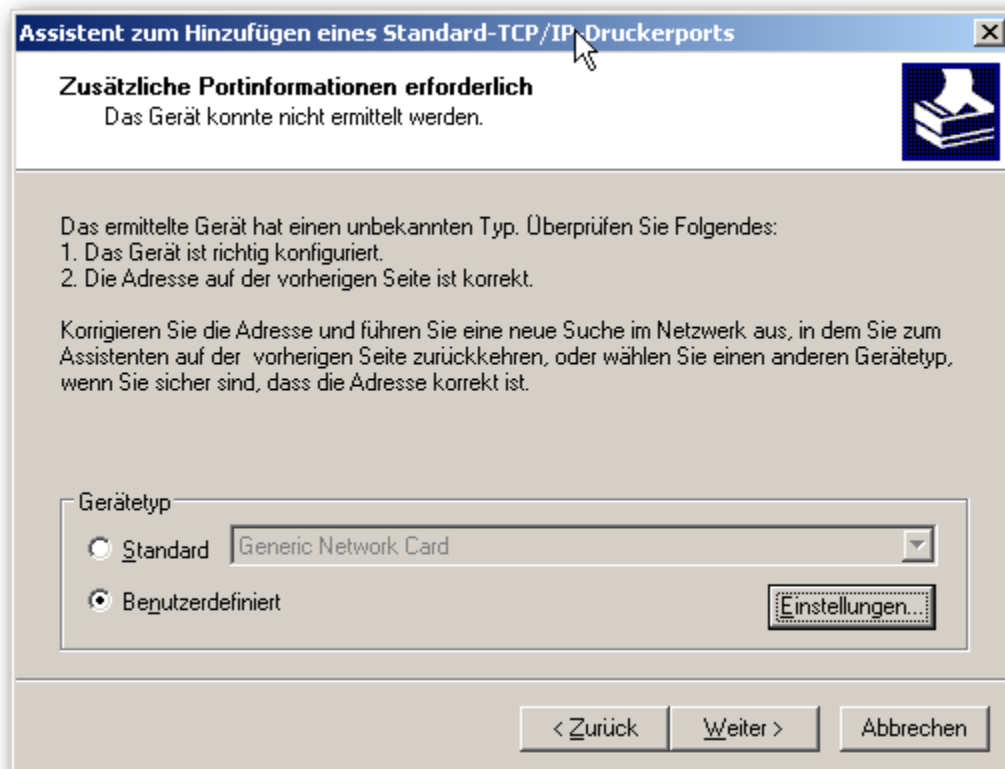 Assistent zum Hinzufügen eines Standard-TCP/IP-Druckerports
Zusätzliche Portinformationen erforderlich
Das Gerät konnte nicht ermittelt werden.
Das ermittelte Gerät hat einen unbekannten Typ. Überprüfen Sie Folgendes:
1. Das Gerät ist richtig konfiguriert.
2. Die Adresse auf der vorherigen Seite ist korrekt.
Korrigieren Sie die Adresse und führen Sie eine neue Suche im Netzwerk aus, in dem Sie zum
Assistenten auf der vorherigen Seite zurückkehren, oder wählen Sie einen anderen Gerätetyp,
wenn Sie sicher sind, dass die Adresse korrekt ist.
Gerätetyp
Standard Generic Network Card
Benutzerdefiniert Einstellungen...
< Zurück Weiter > Abbrechen